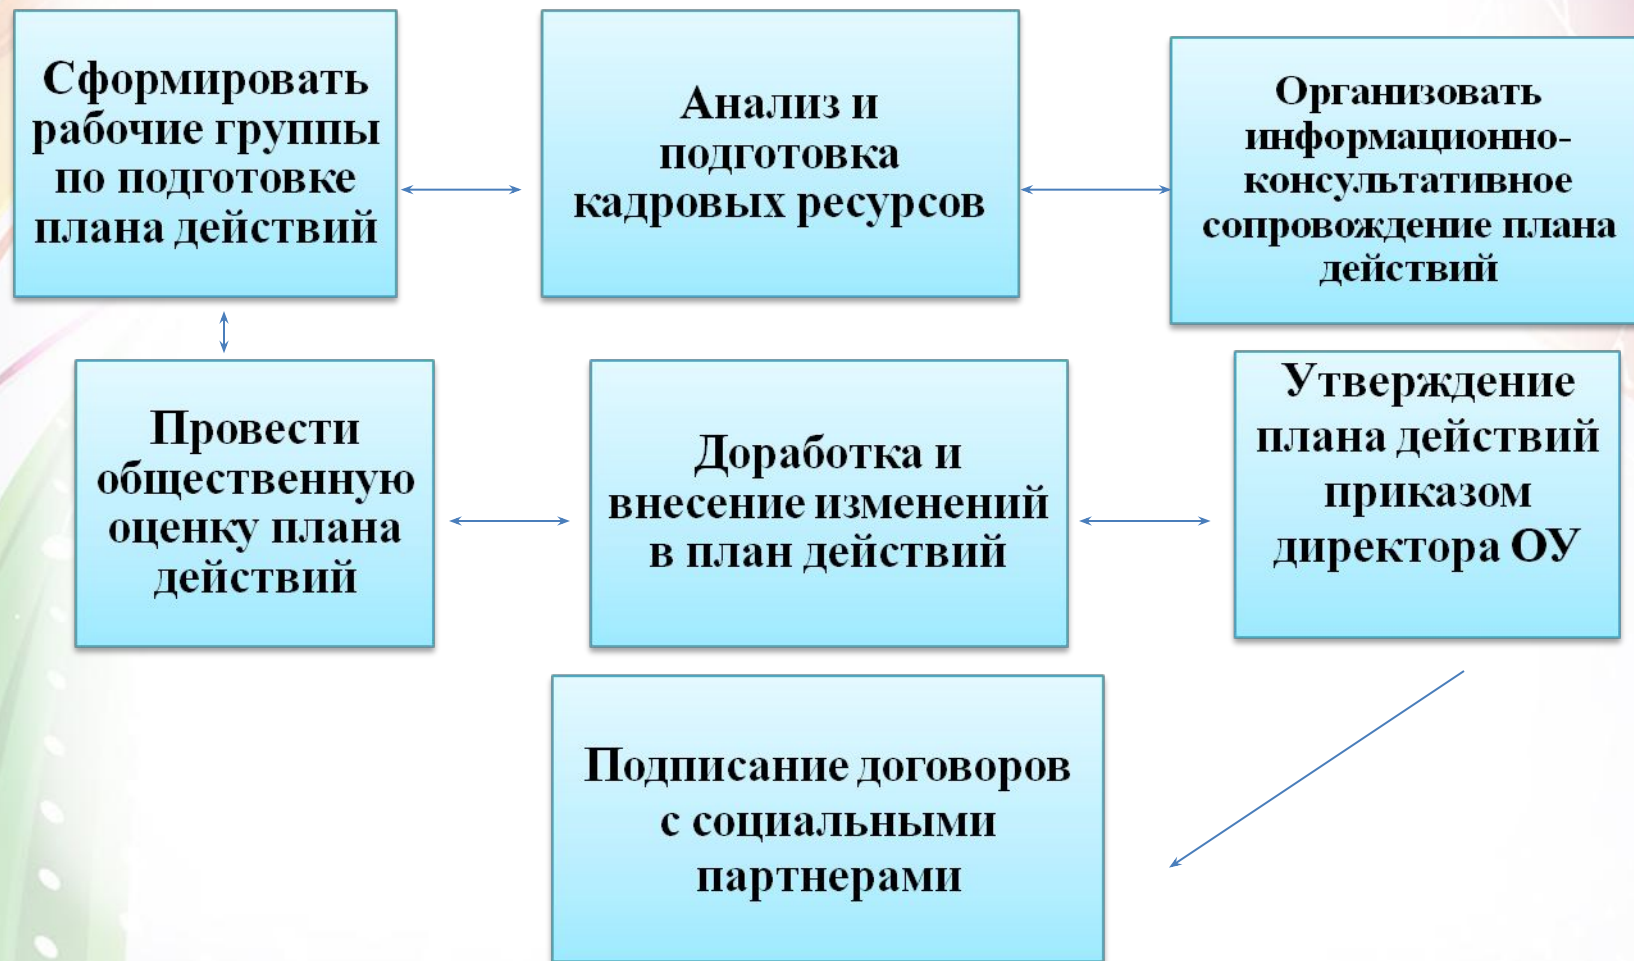 Сформировать
рабочие группы
по подготовке
плана действий
Анализ и
подготовка
кадровых ресурсов
Организовать
информационно-
консультативное
сопровождение плана
действий
Провести
общественную
оценку плана
действий
Доработка и
внесение изменений
в план действий
Утверждение
плана действий
приказом
директора ОУ
Подписание договоров
с социальными
партнерами